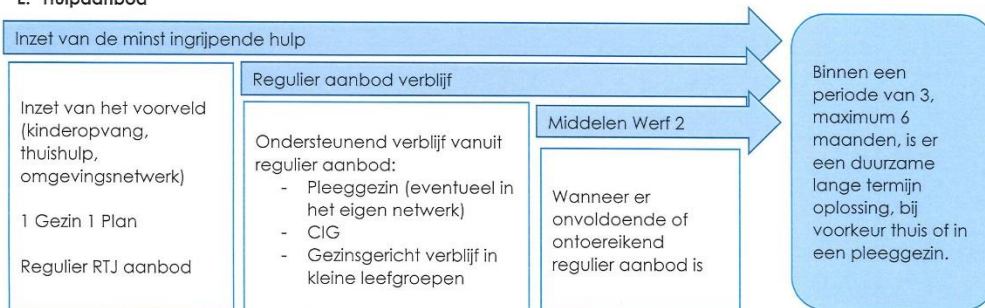 E. Hulpaanbod
Inzet van de minst ingrijpende hulp
Inzet van het voorveld
(kinderopvang,
thuishulp,
omgevingsnetwerk)
1 Gezin 1 Plan
Regulier RTJ aanbod
Regulier aanbod verblijf
Ondersteunend verblijf vanuit
regulier aanbod:
- Pleeggezin (eventueel in
het eigen netwerk)
- CIG
- Gezinsgericht verblijf in
kleine leefgroepen
Middelen Werf 2
Wanneer er
onvoldoende of
ontoereikend
regulier aanbod is
Binnen een
periode van 3,
maximum 6
maanden, is er
een duurzame
lange termijn
oplossing, bij
voorkeur thuis of in
een pleeggezin.